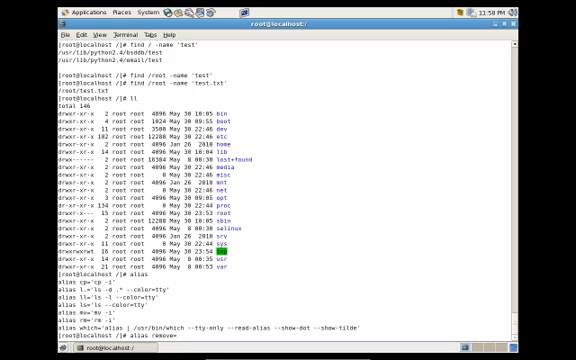 Applications Places System 11:58 PM
root@localhost:/
File Edit View Terminal Tabs Help
[root@localhost /]# find / -name 'test'
/usr/lib/python2.4/bsddb/test
/usr/lib/python2.4/email/test
[root@localhost /]# find /root -name 'test'
[root@localhost /]# find /root -name 'test.txt'
/root/test.txt
[root@localhost /]# ll
total 146
drwxr-xr-x 2 root root 4096 May 30 10:05 bin
drwxr-xr-x 4 root root 1024 May 30 09:55 boot
drwxr-xr-x 11 root root 3500 May 30 22:46 dev
drwxr-xr-x 102 root root 12288 May 30 22:46 etc
drwxr-xr-x 2 root root 4096 Jan 26 2010 home
drwxr-xr-x 14 root root 4096 May 30 10:04 lib
drwx------ 2 root root 16384 May 8 00:30 lost+found
drwxr-xr-x 2 root root 4096 May 30 22:46 media
drwxr-xr-x 2 root root 0 May 30 22:46 misc
drwxr-xr-x 2 root root 4096 Jan 26 2010 mnt
drwxr-xr-x 2 root root 0 May 30 22:46 net
drwxr-xr-x 3 root root 4096 May 30 09:05 opt
dr-xr-xr-x 134 root root 0 May 30 22:44 proc
drwxr-x--- 15 root root 4096 May 30 23:53 root
drwxr-xr-x 2 root root 12288 May 30 10:05 sbin
drwxr-xr-x 2 root root 4096 May 8 00:30 selinux
drwxr-xr-x 2 root root 4096 Jan 26 2010 srv
drwxr-xr-x 11 root root 0 May 30 22:44 sys
drwxrwxrwt 16 root root 4096 May 30 23:54 tmp
drwxr-xr-x 14 root root 4096 May 8 00:35 usr
drwxr-xr-x 21 root root 4096 May 8 00:53 var
[root@localhost /]# alias
alias cp='cp -i'
alias l.='ls -d .* --color=tty'
alias ll='ls -l --color=tty'
alias ls='ls --color=tty'
alias mv='mv -i'
alias rm='rm -i'
alias which='alias | /usr/bin/which --tty-only --read-alias --show-dot --show-tilde'
[root@localhost /]# alias remove=
root@localhost:/